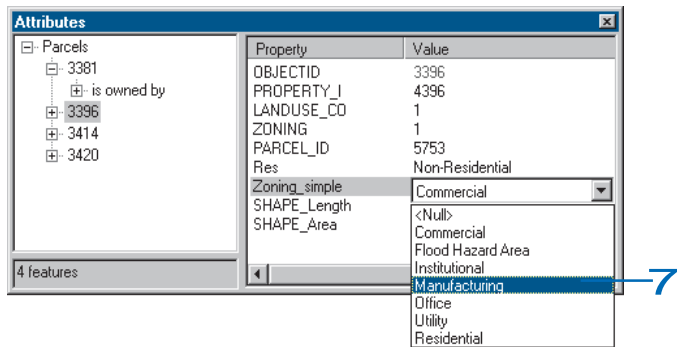 Attributes
Parcels
3381
is owned by
3396
3414
3420
4 features
Property Value
OBJECTID 3396
PROPERTY_I 4396
LANDUSE_CO 1
ZONING 1
PARCEL_ID 5753
Res Non-Residential
Zoning_simple Commercial
SHAPE_Length
SHAPE_Area
<Null>
Commercial
Flood Hazard Area
Institutional
Manufacturing
Office
Utility
Residential
7